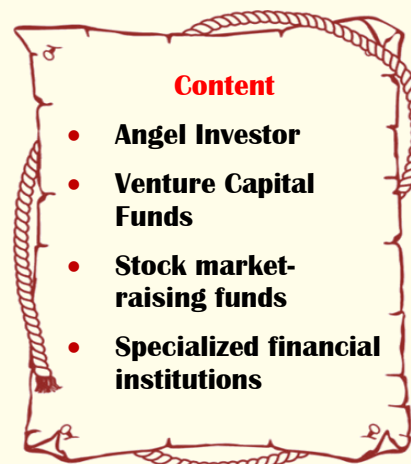 Content
• Angel Investor
• Venture Capital
Funds
• Stock market-
raising funds
• Specialized financial
institutions